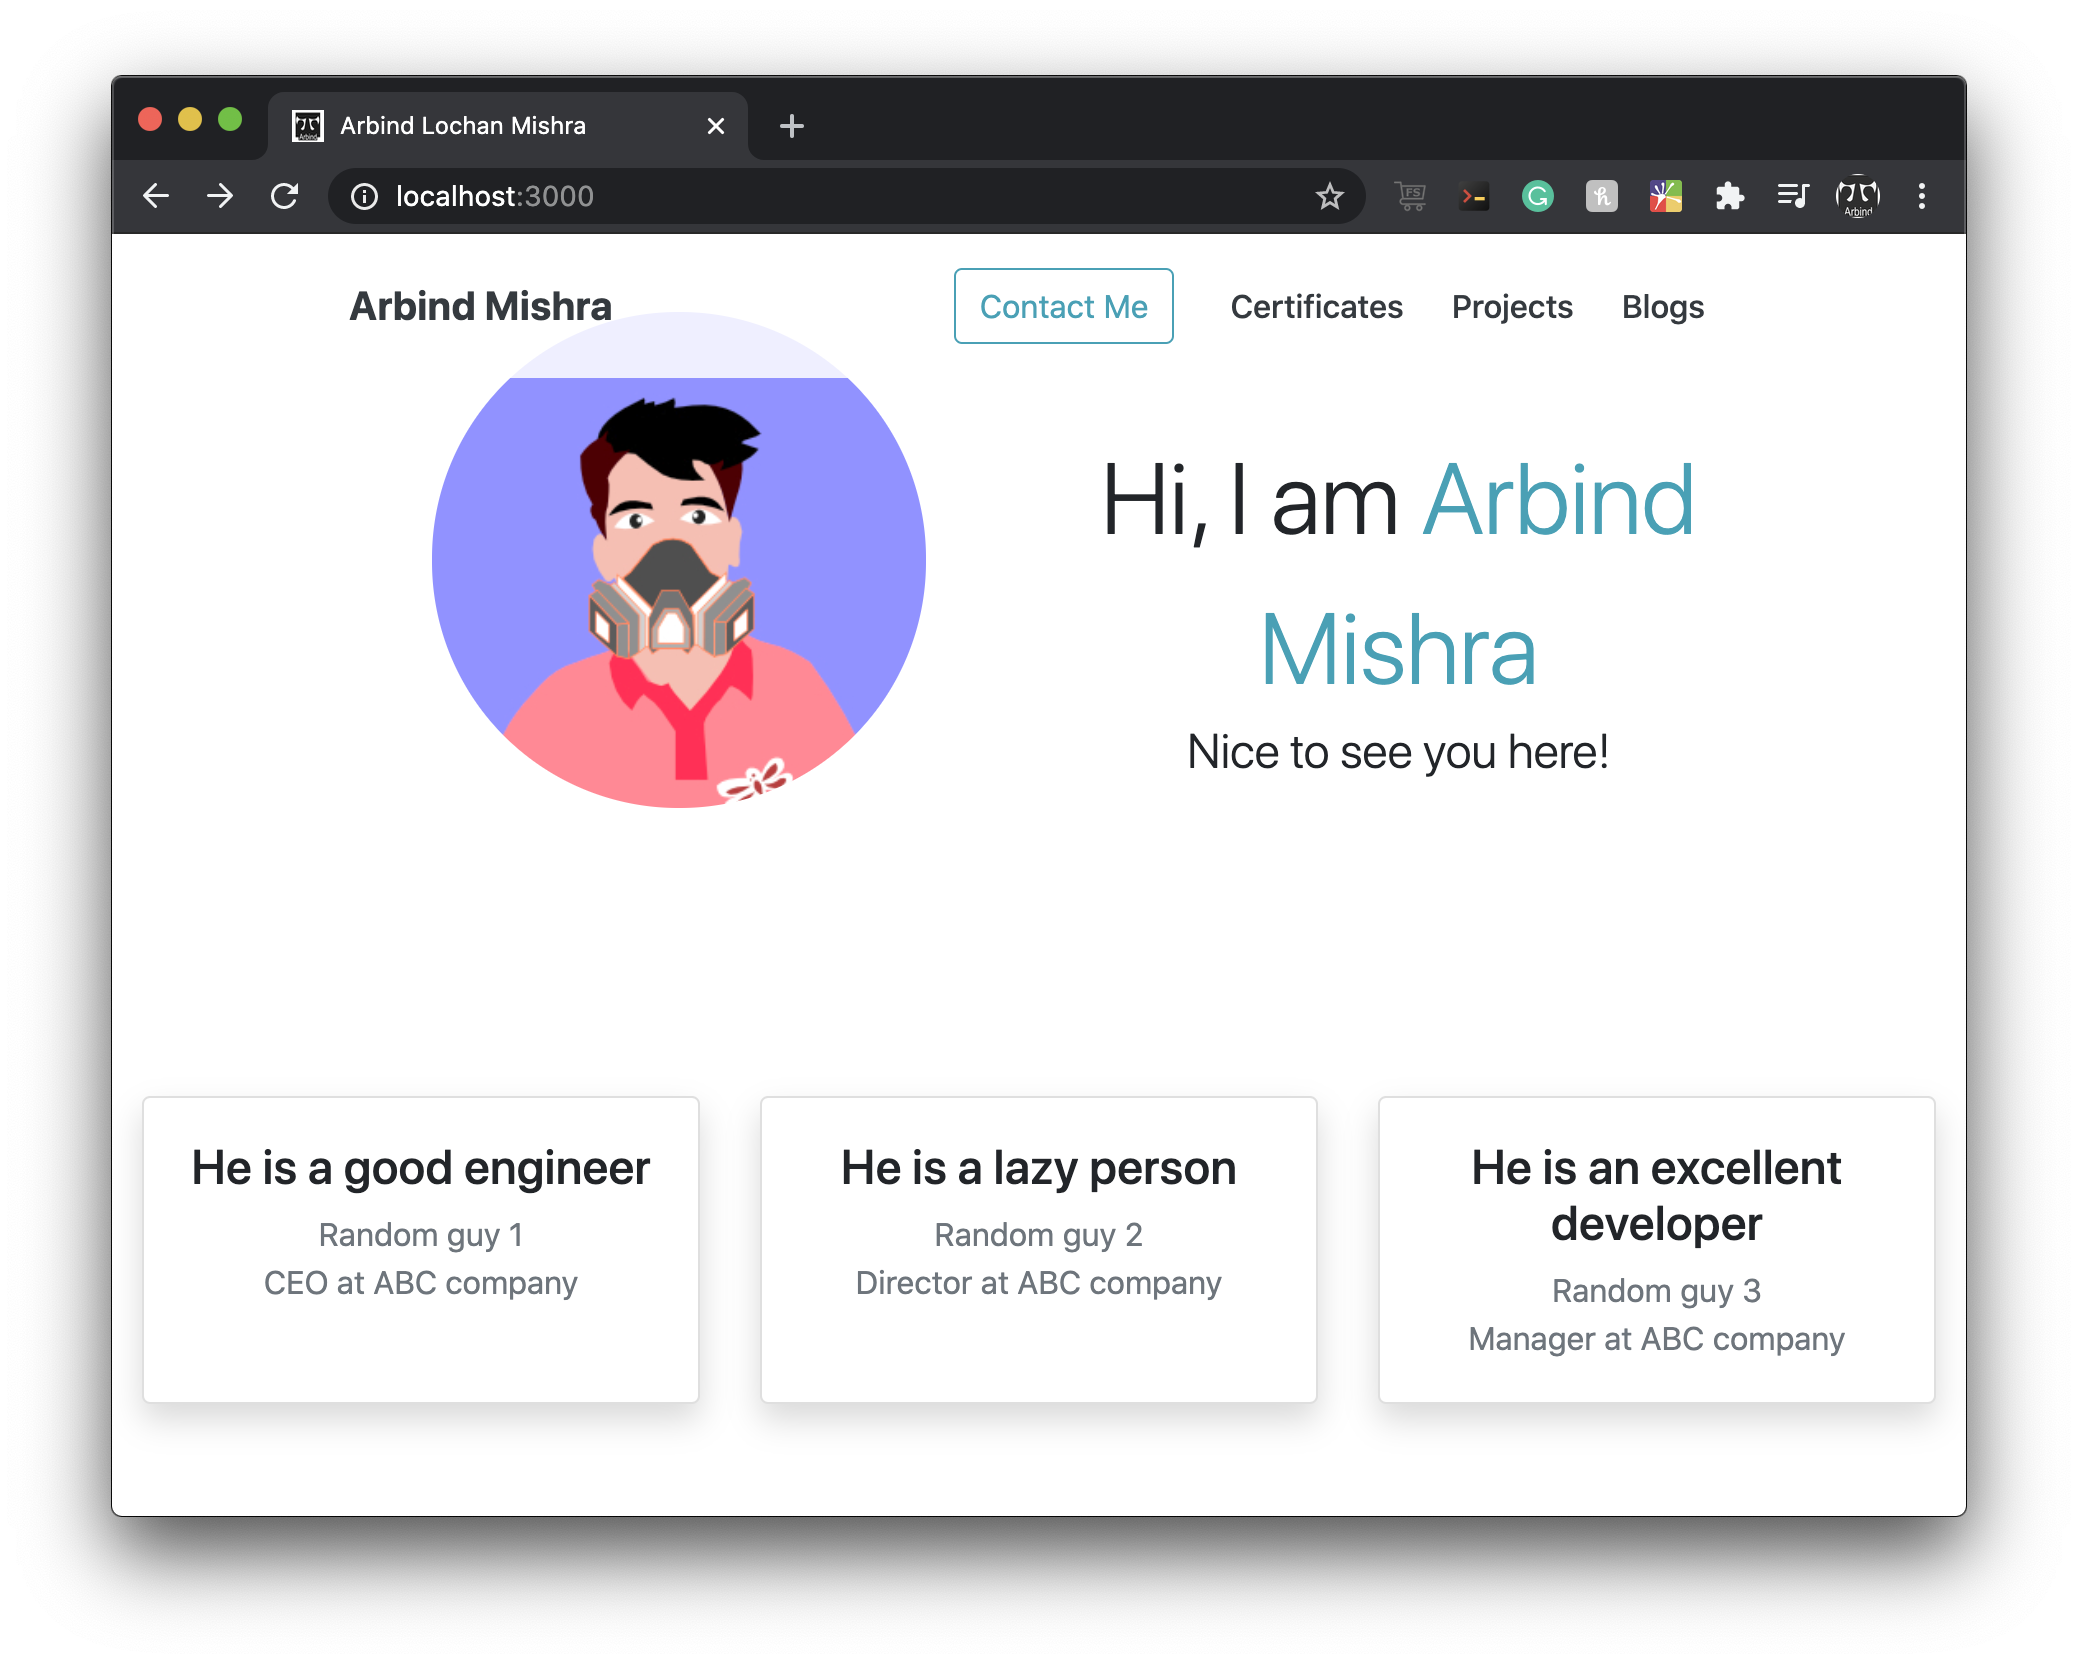 Arbind Lochan Mishra
localhost:3000
Arbind
Arbind Mishra
Contact Me
Certificates
Projects
Blogs
Hi, I am Arbind
Mishra
Nice to see you here!
He is a good engineer
Random guy 1
CEO at ABC company
He is a lazy person
Random guy 2
Director at ABC company
He is an excellent
developer
Random guy 3
Manager at ABC company